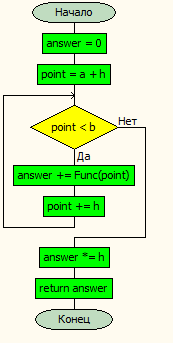 Начало
answer = 0
point = a + h
point < b
Нет
Да
answer += Func(point)
point += h
answer *= h
return answer
Конец